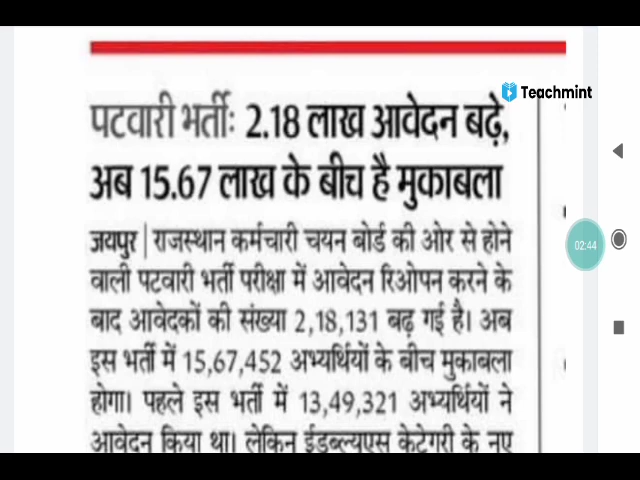 Teachmint
पटवारी भर्ती: 2.18 लाख आवेदन बढ़े,
अब 15.67 लाख के बीच है मुकाबला
जयपुर | राजस्थान कर्मचारी चयन बोर्ड की ओर से होने
वाली पटवारी भर्ती परीक्षा में आवेदन रिओपन करने के
बाद आवेदकों की संख्या 2,18,131 बढ़ गई है। अब
इस भर्ती में 15,67,452 अभ्यर्थियों के बीच मुकाबला
होगा। पहले इस भर्ती में 13,49,321 अभ्यर्थियों ने
आवेदन किया था। लेकिन ईडब्ल्यूएस केटेगरी के नए
02:44